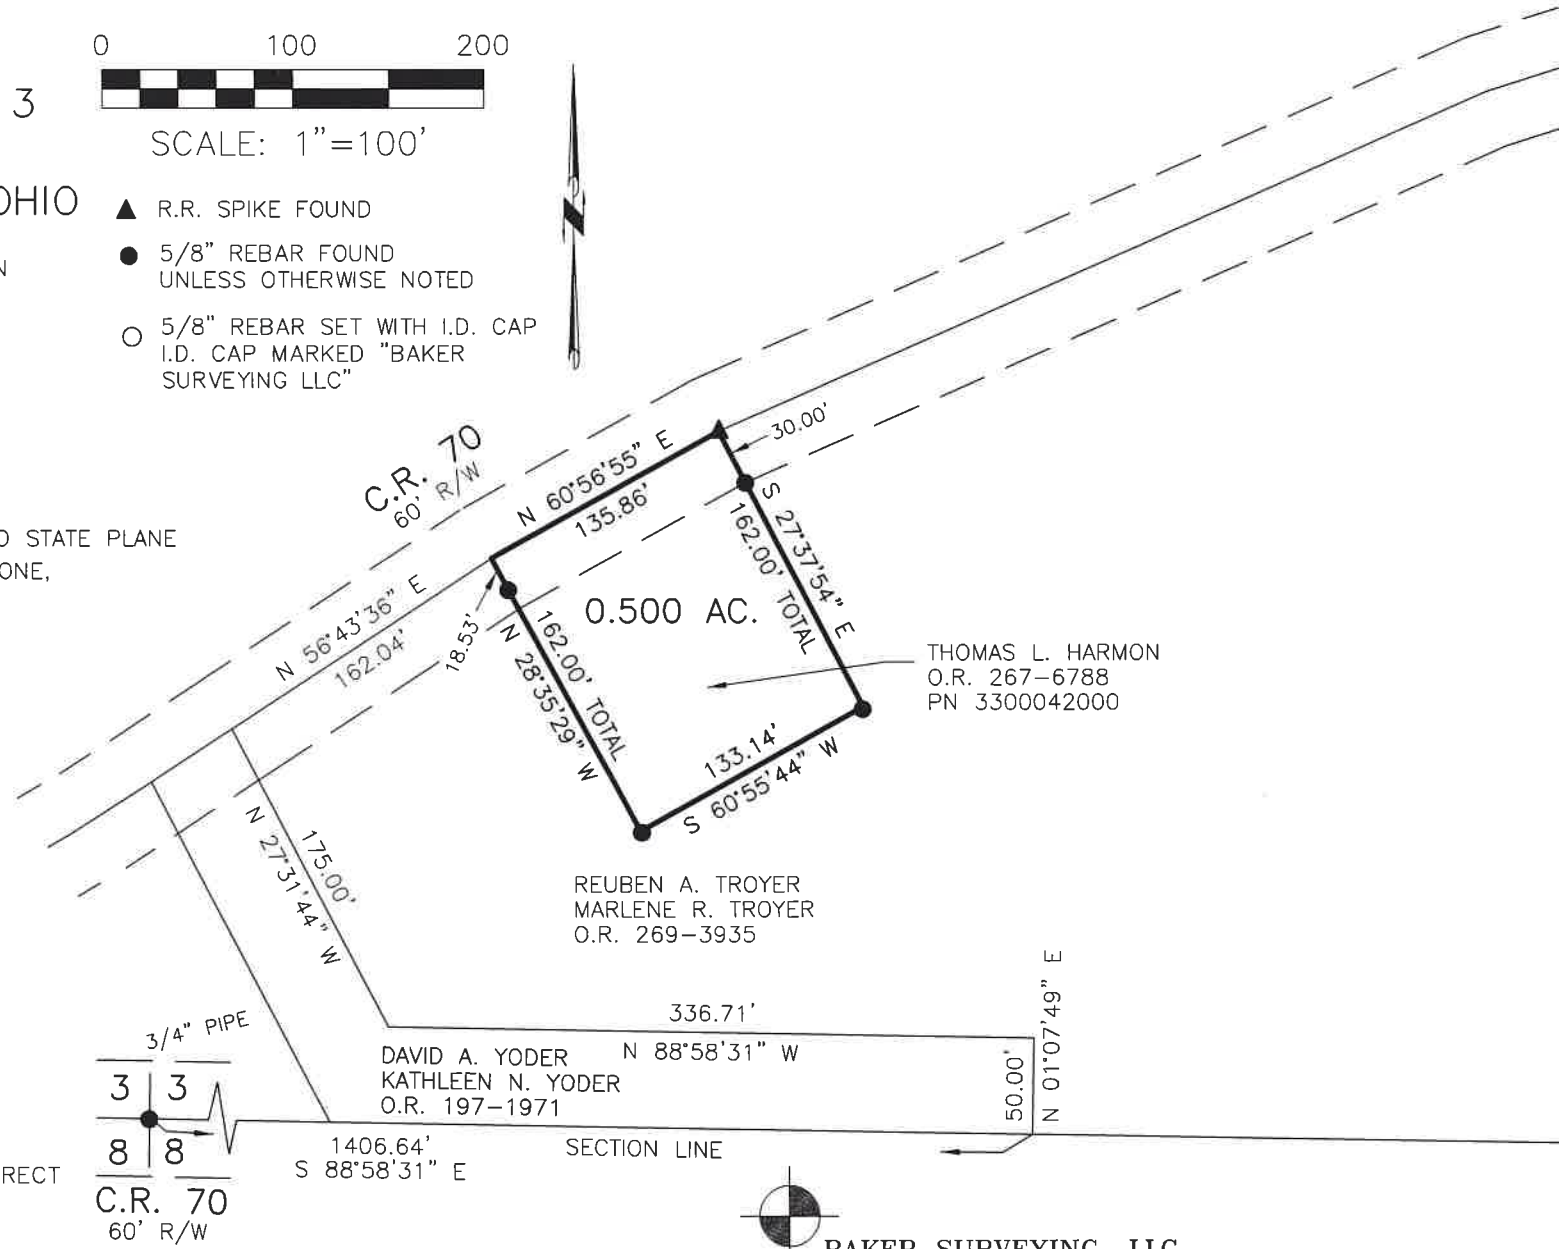 0 100 200
3
SCALE: 1"=100'
OHIO
▲ R.R. SPIKE FOUND
● 5/8" REBAR FOUND
UNLESS OTHERWISE NOTED
N
○ 5/8" REBAR SET WITH I.D. CAP
I.D. CAP MARKED "BAKER
SURVEYING LLC"
C.R. 70
60' R/W
N 60°56'55" E
135.86'
30.00'
STATE PLANE
ONE,
S 27°37'54" E
162.00' TOTAL
N 56°43'36" E
162.04'
18.53'
0.500 AC.
N 28°35'29" W
162.00' TOTAL
THOMAS L. HARMON
O.R. 267-6788
PN 3300042000
133.14'
S 60°55'44" W
175.00'
N 27°31'44" W
REUBEN A. TROYER
MARLENE R. TROYER
O.R. 269-3935
336.71'
N 88°58'31" W
50.00'
N 01°07'49" E
3/4" PIPE
3 3
8 8
DAVID A. YODER
KATHLEEN N. YODER
O.R. 197-1971
1406.64'
S 88°58'31" E
SECTION LINE
RECT
C.R. 70
60' R/W
BAKER SURVEYING, LLC